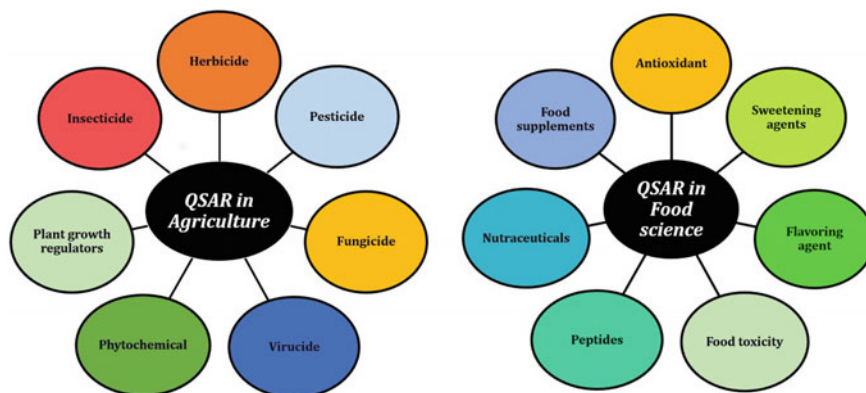 Herbicide
Pesticide
Fungicide
Virucide
Phytochemical
Plant growth
regulators
Insecticide
QSAR in
Agriculture
Antioxidant
Sweetening
agents
Flavoring
agent
Food toxicity
Peptides
Nutraceuticals
Food
supplements
QSAR in
Food
science